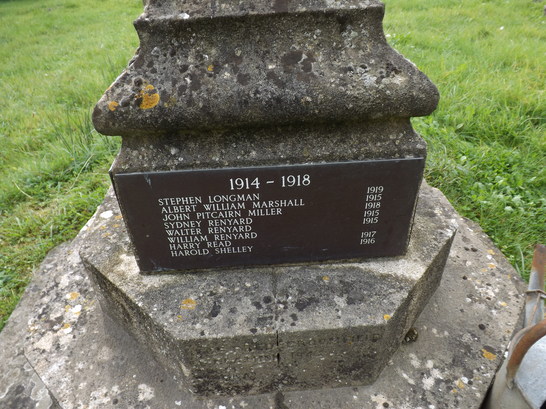 1914 - 1918
STEPHEN LONGMAN 1919
ALBERT WILLIAM MARSHALL 1915
JOHN PITCAIRN MILLER 1918
SYDNEY RENYARD 1915
WALTER RENYARD 1915
WILLIAM RENYARD
HARRY READ 1917
HAROLD SHELLEY 1916